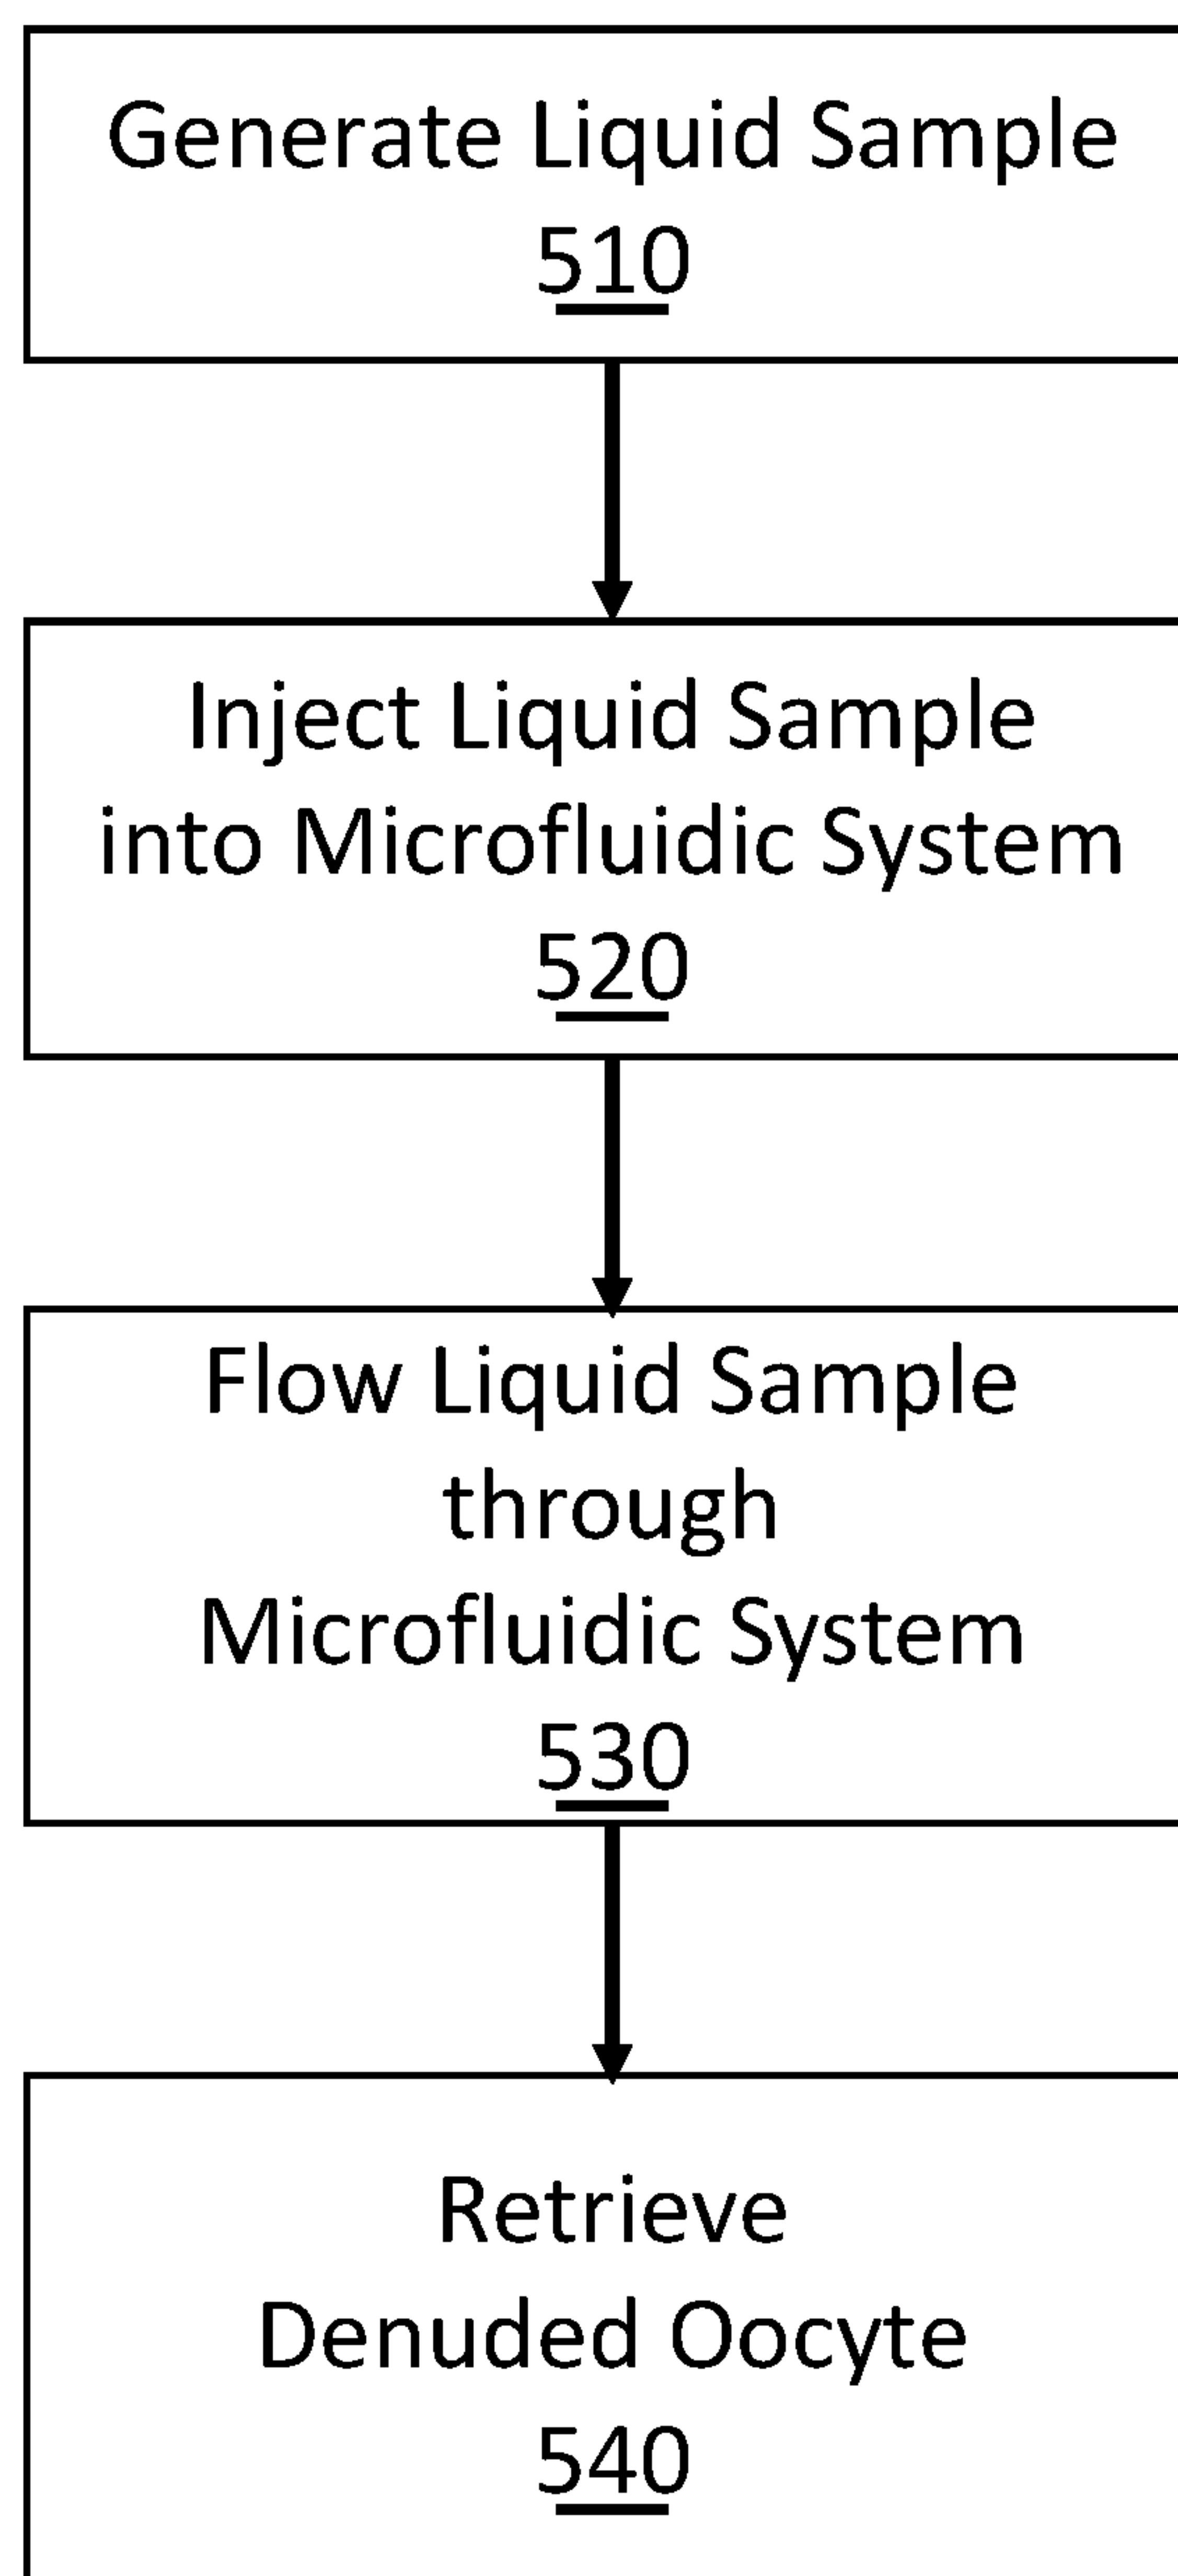 Generate Liquid Sample
510
Inject Liquid Sample
into Microfluidic System
520
Flow Liquid Sample
through
Microfluidic System
530
Retrieve
Denuded Oocyte
540